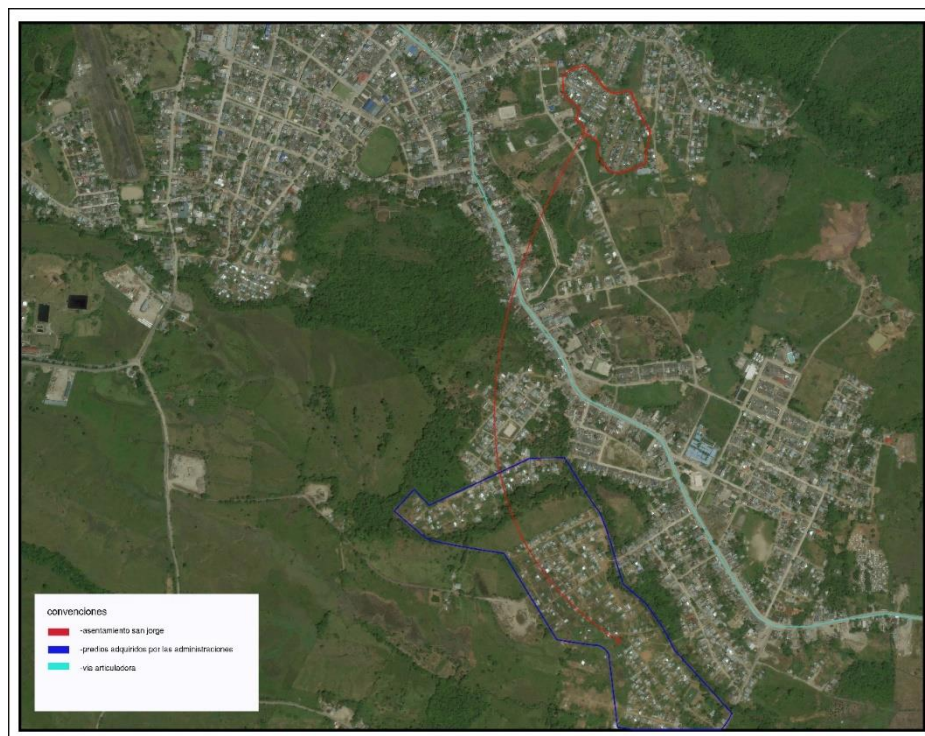 convenciones
-asentamiento san jorge
-predios adquiridos por las administraciones
-via articuladora